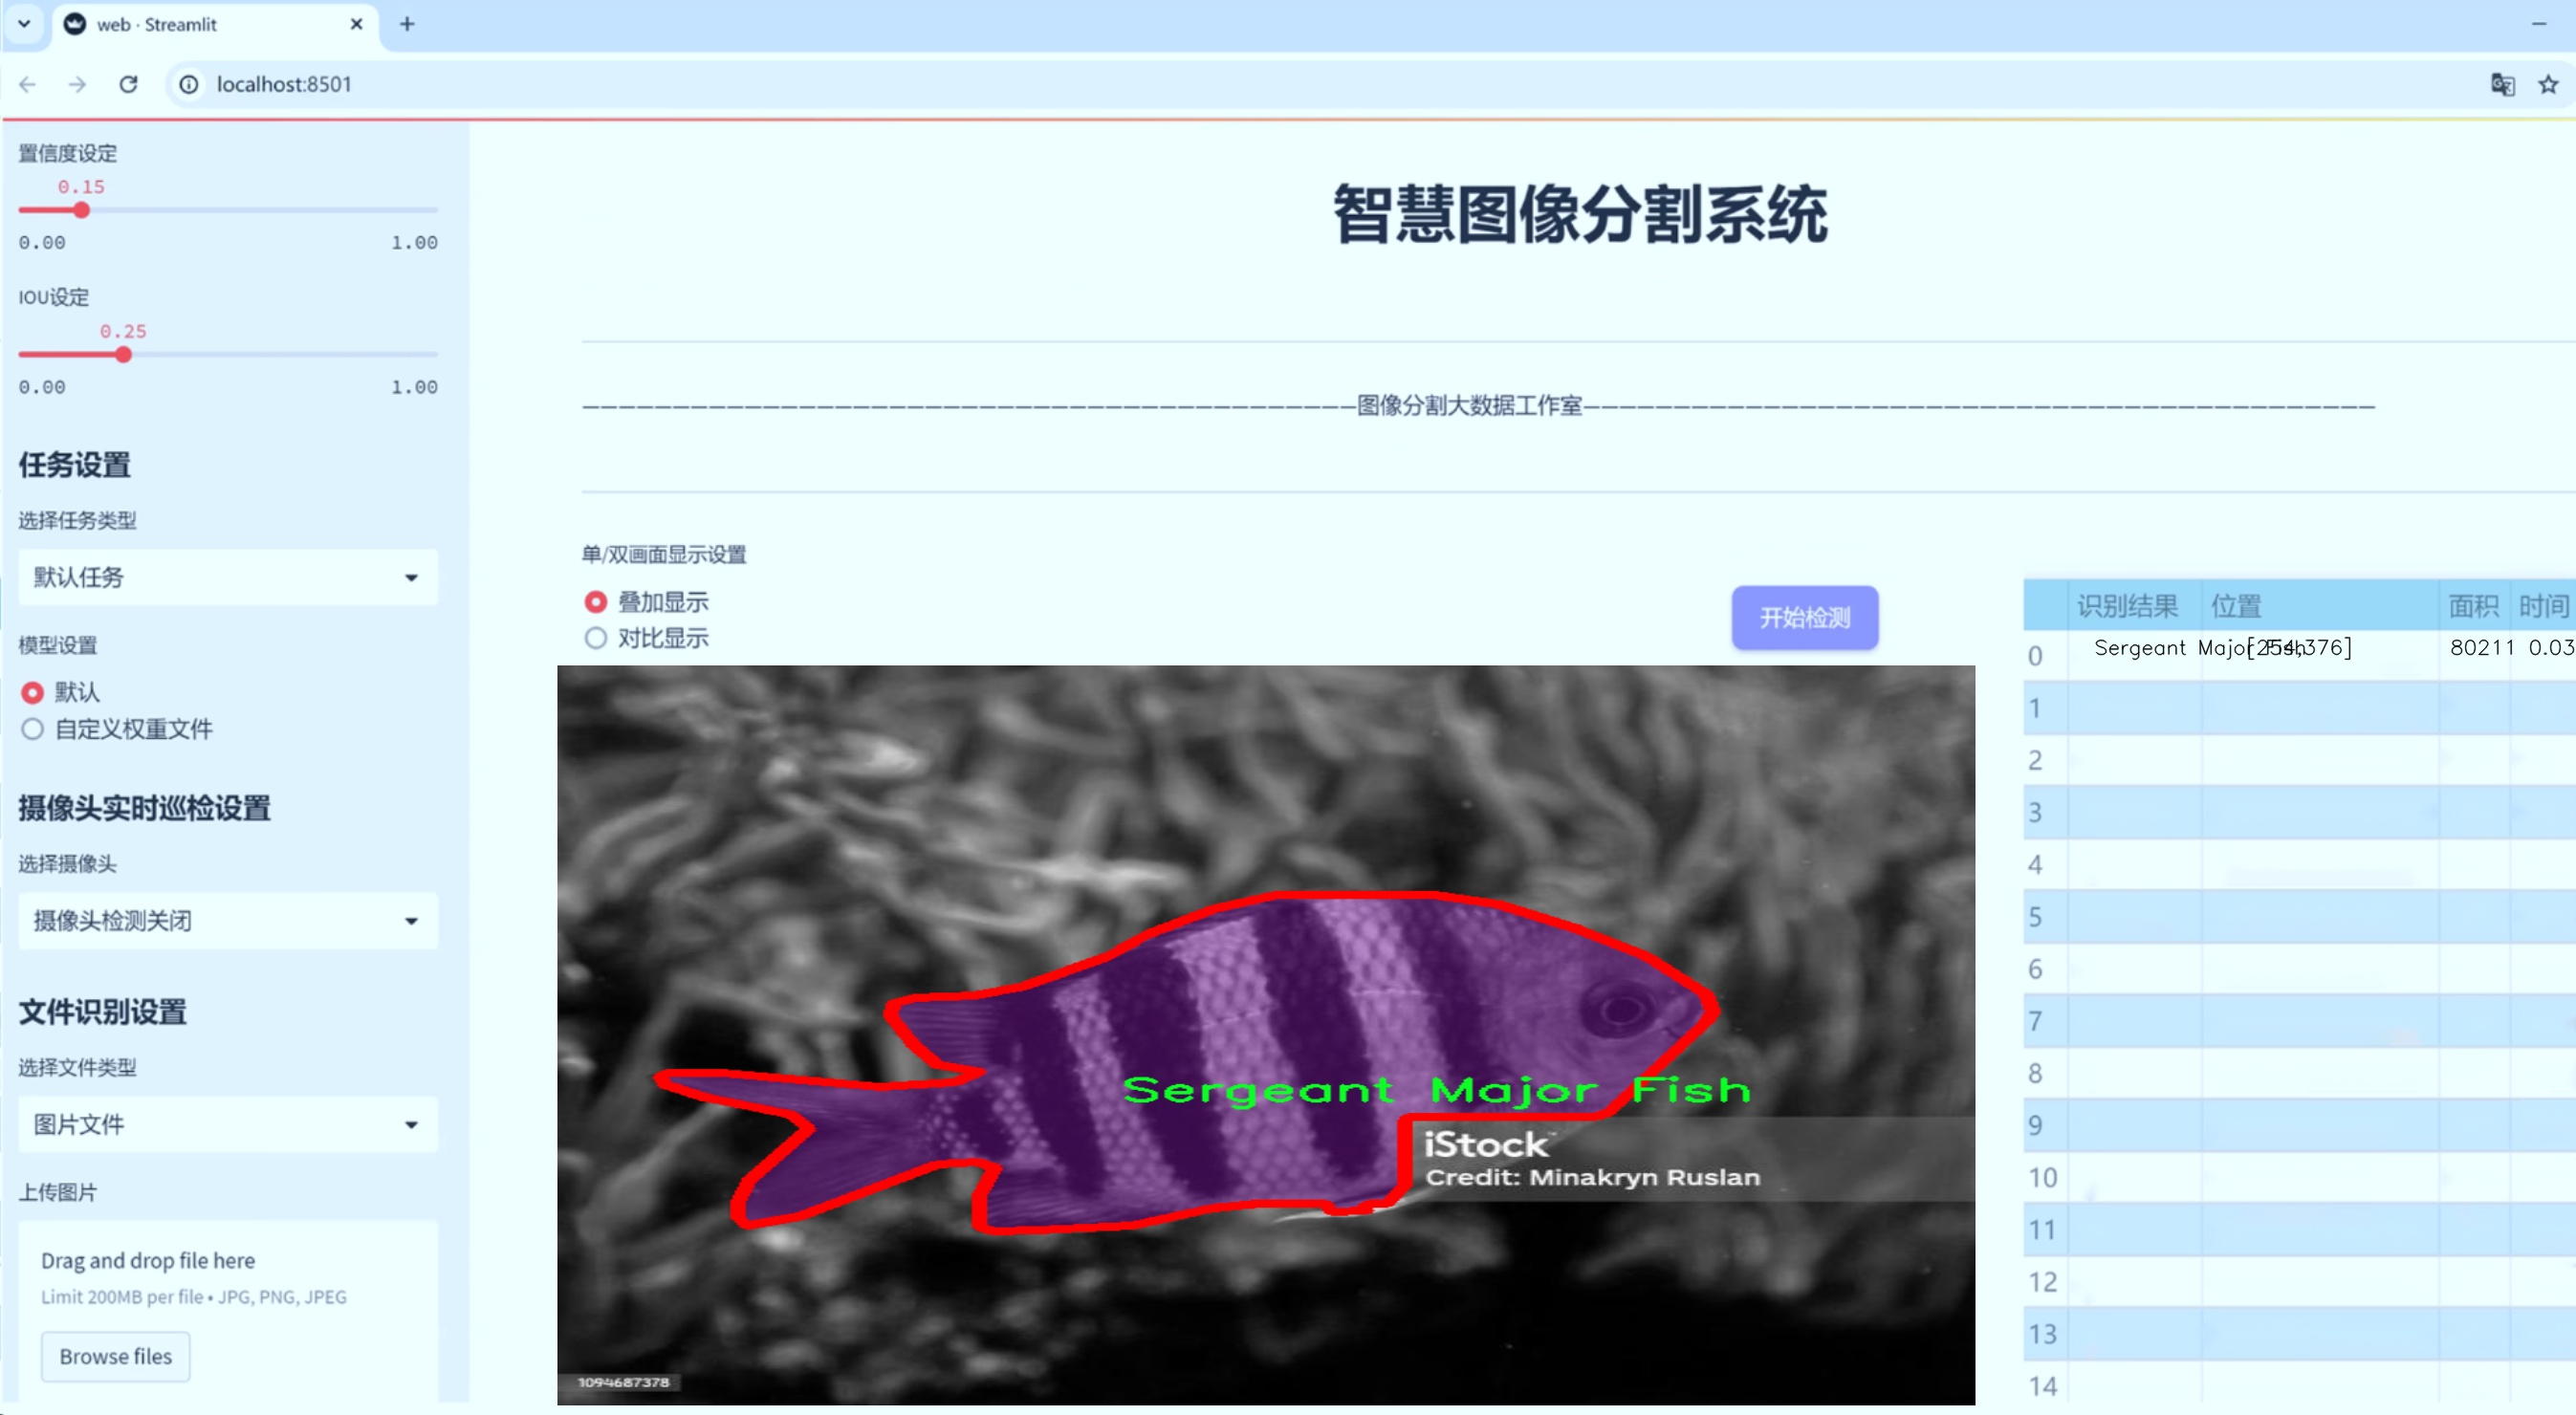 web · Streamlit
localhost:8501
置信度设定
0.15
0.00 1.00
IOU设定
0.25
0.00 1.00
任务设置
选择任务类型
默认任务
模型设置
默认
自定义权重文件
摄像头实时巡检设置
选择摄像头
摄像头检测关闭
文件识别设置
选择文件类型
图片文件
上传图片
Drag and drop file here
Limit 200MB per file • JPG, PNG, JPEG
Browse files
智慧图像分割系统
———————————————————————————————————————————图像分割大数据工作室————————————————————————————————————————————
单/双画面显示设置
叠加显示
对比显示
开始检测
Sergeant Major Fish
iStock
Credit: Minakryn Ruslan
1094687378
识别结果 位置 面积 时间
0 Sergeant Major Fish [254,376] 80211 0.03
1
2
3
4
5
6
7
8
9
10
11
12
13
14